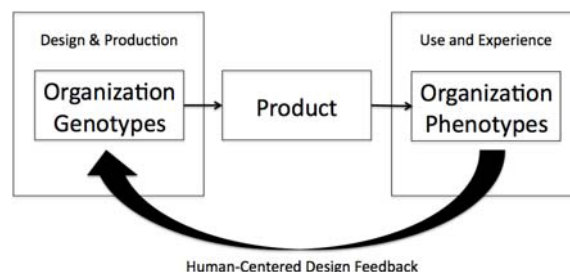 Design & Production
Organization
Genotypes
Product
Use and Experience
Organization
Phenotypes
Human-Centered Design Feedback